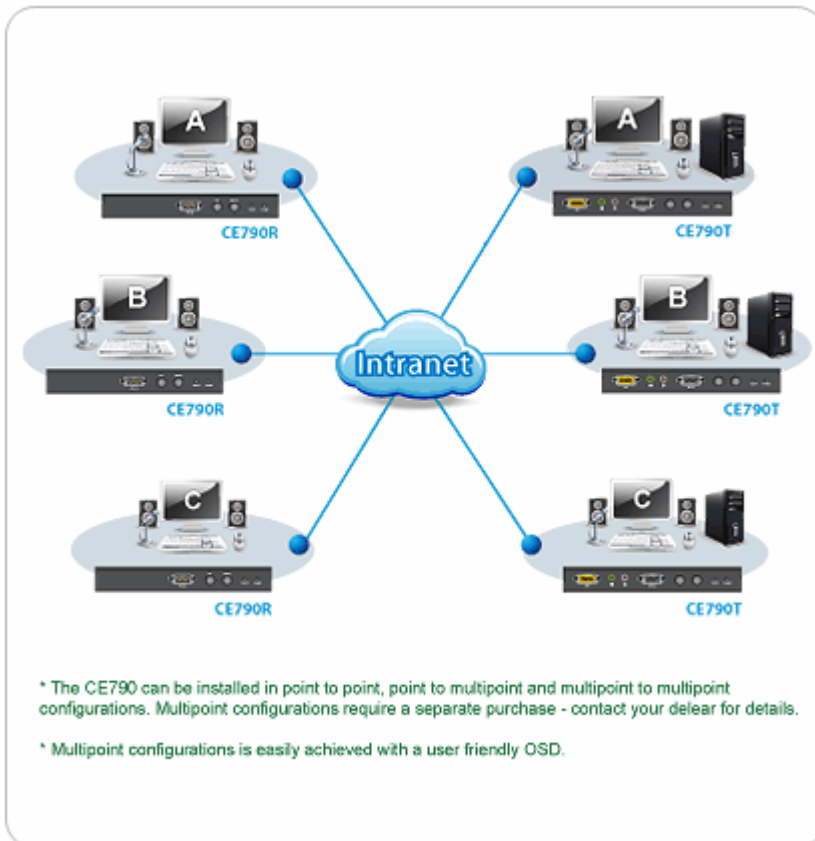 A
A
CE790R
CE790T
B
B
Intranet
CE790R
CE790T
C
C
CE790R
CE790T
* The CE790 can be installed in point to point, point to multipoint and multipoint to multipoint
configurations. Multipoint configurations require a separate purchase - contact your delear for details.
* Multipoint configurations is easily achieved with a user friendly OSD.